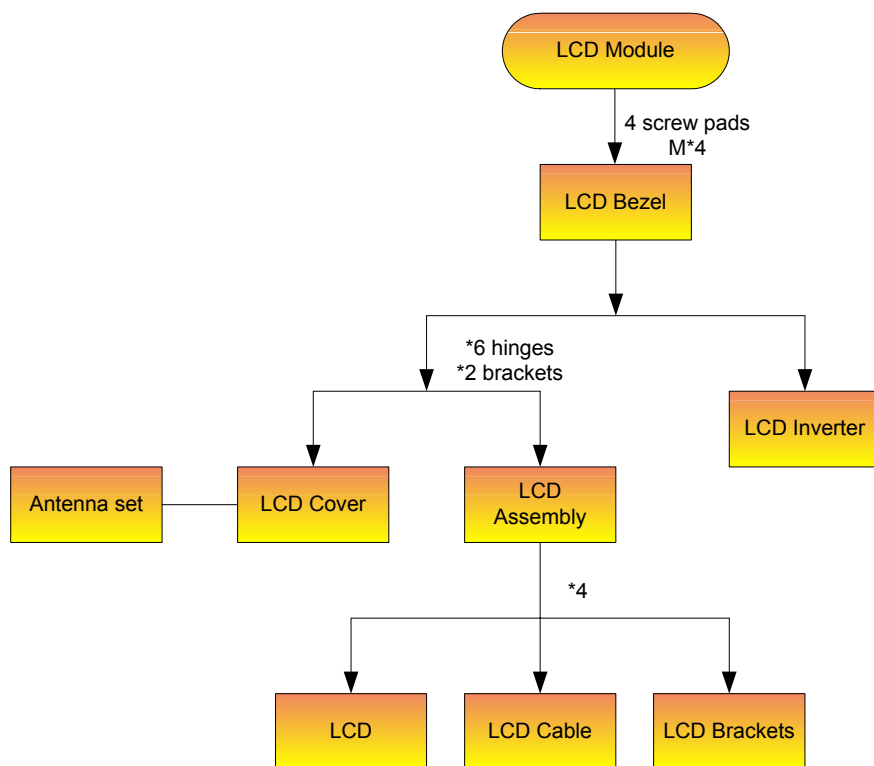 LCD Module
4 screw pads
M*4
LCD Bezel
*6 hinges
*2 brackets
LCD Inverter
Antenna set
LCD Cover
LCD
Assembly
*4
LCD
LCD Cable
LCD Brackets